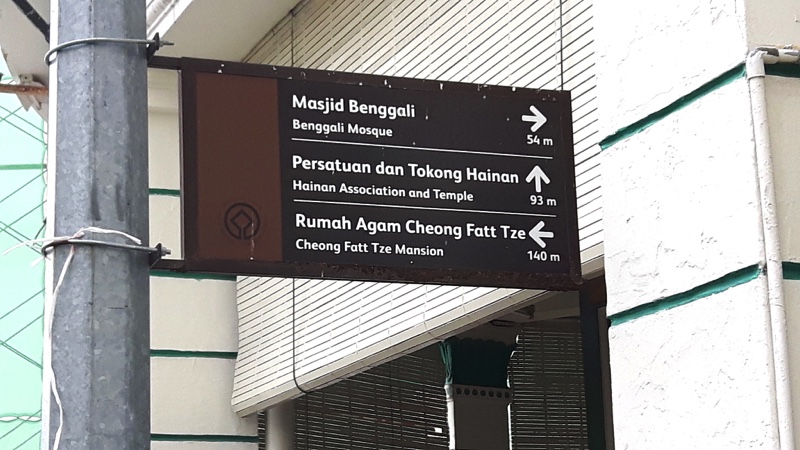 Masjid Benggali
Benggali Mosque
54 m
Persatuan dan Tokong Hainan
Hainan Association and Temple
93 m
Rumah Agam Cheong Fatt Tze
Cheong Fatt Tze Mansion
140 m